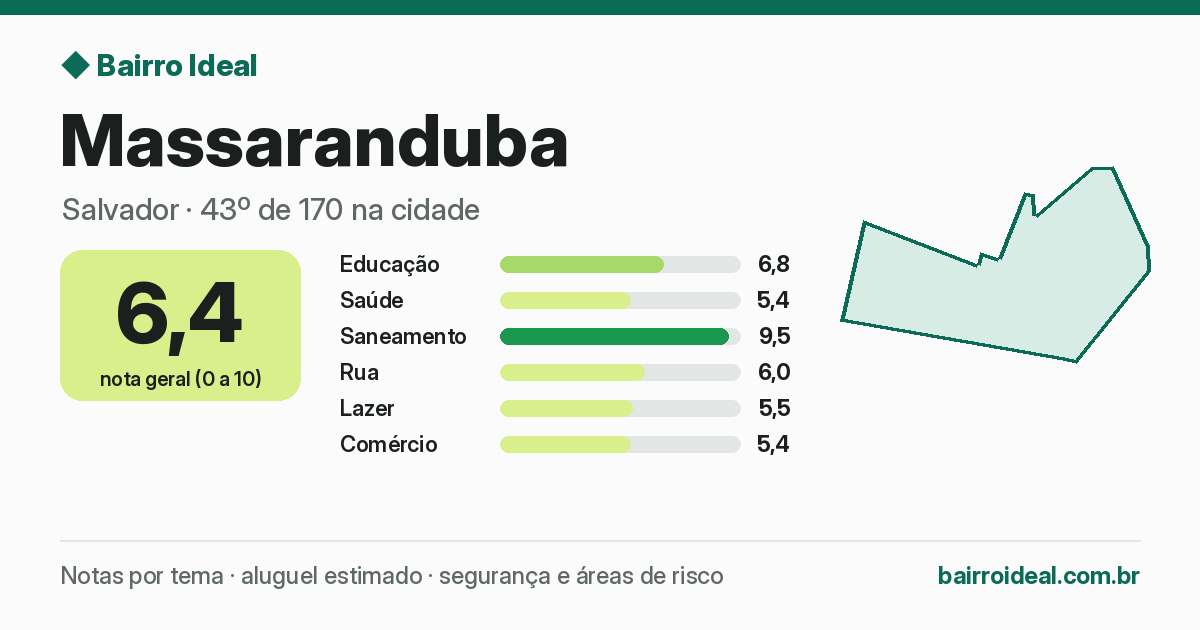 Bairro Ideal
Massaranduba
Salvador · 43º de 170 na cidade
6,4
nota geral (0 a 10)
Educação 6,8
Saúde 5,4
Saneamento 9,5
Rua 6,0
Lazer 5,5
Comércio 5,4
Notas por tema · aluguel estimado · segurança e áreas de risco
bairroideal.com.br